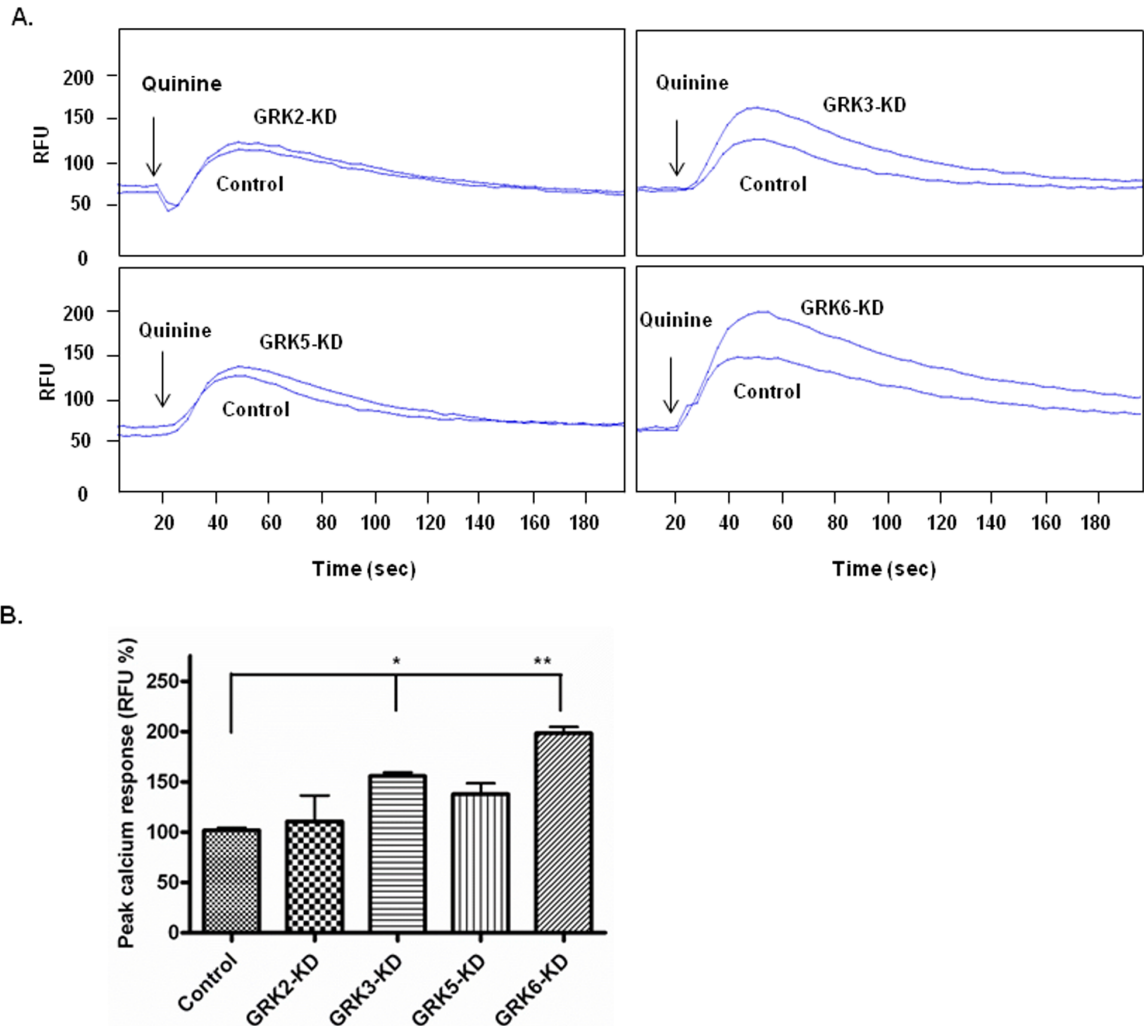 A.
RFU
200
150
100
50
0
Quinine
GRK2-KD
Control
Quinine
GRK3-KD
Control
RFU
200
150
100
50
0
Quinine
GRK5-KD
Control
Quinine
GRK6-KD
Control
20 40 60 80 100 120 140 160 180
20 40 60 80 100 120 140 160 180
Time (sec)
Time (sec)
B.
Peak calcium response (RFU %)
250
200
150
100
50
0
*
**
Control
GRK2-KD
GRK3-KD
GRK5-KD
GRK6-KD